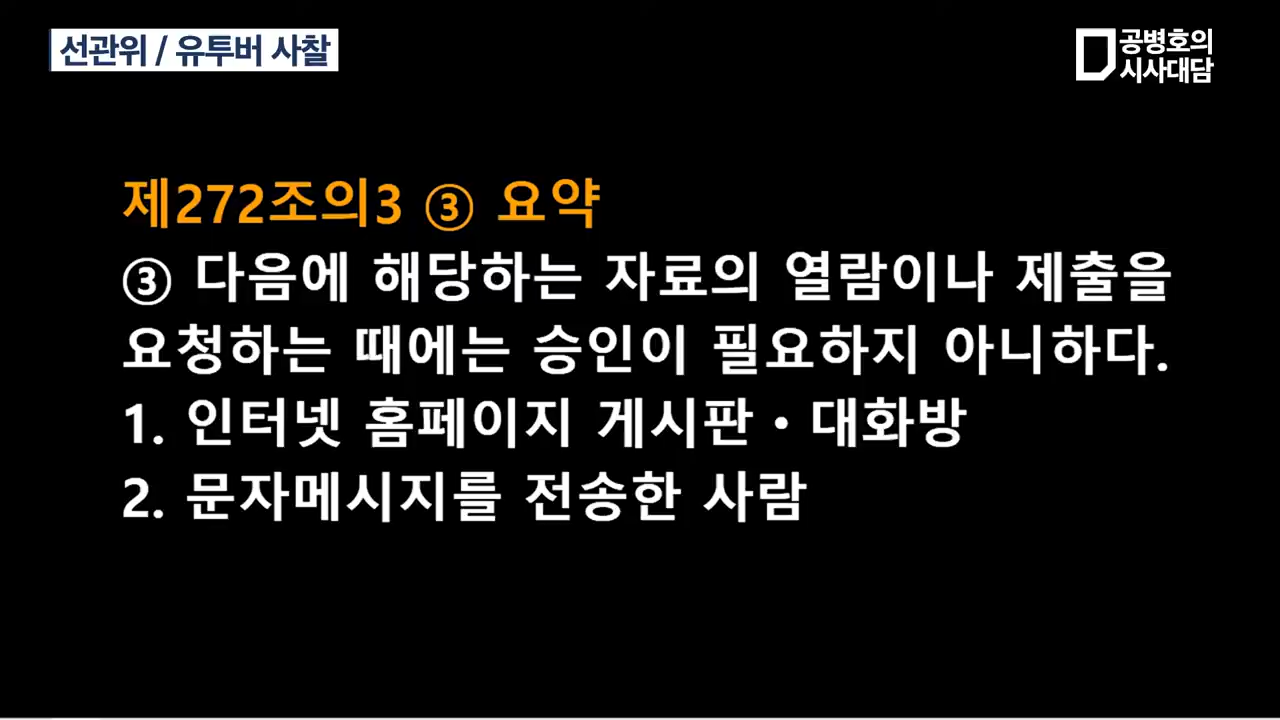 선관위 / 유투버 사찰
공병호의
시사대담
제272조의3 ③ 요약
③ 다음에 해당하는 자료의 열람이나 제출을
요청하는 때에는 승인이 필요하지 아니하다.
1. 인터넷 홈페이지 게시판・대화방
2. 문자메시지를 전송한 사람